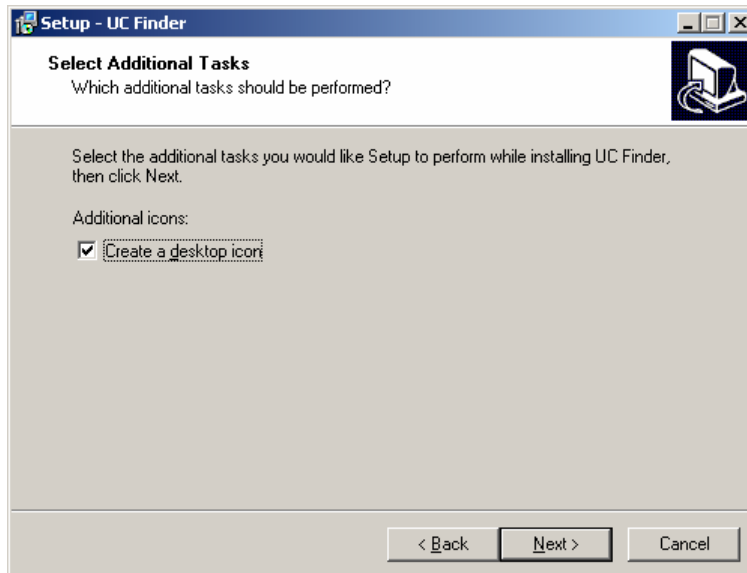 Setup - UC Finder
Select Additional Tasks
Which additional tasks should be performed?
Select the additional tasks you would like Setup to perform while installing UC Finder,
then click Next.
Additional icons:
Create a desktop icon
< Back Next > Cancel